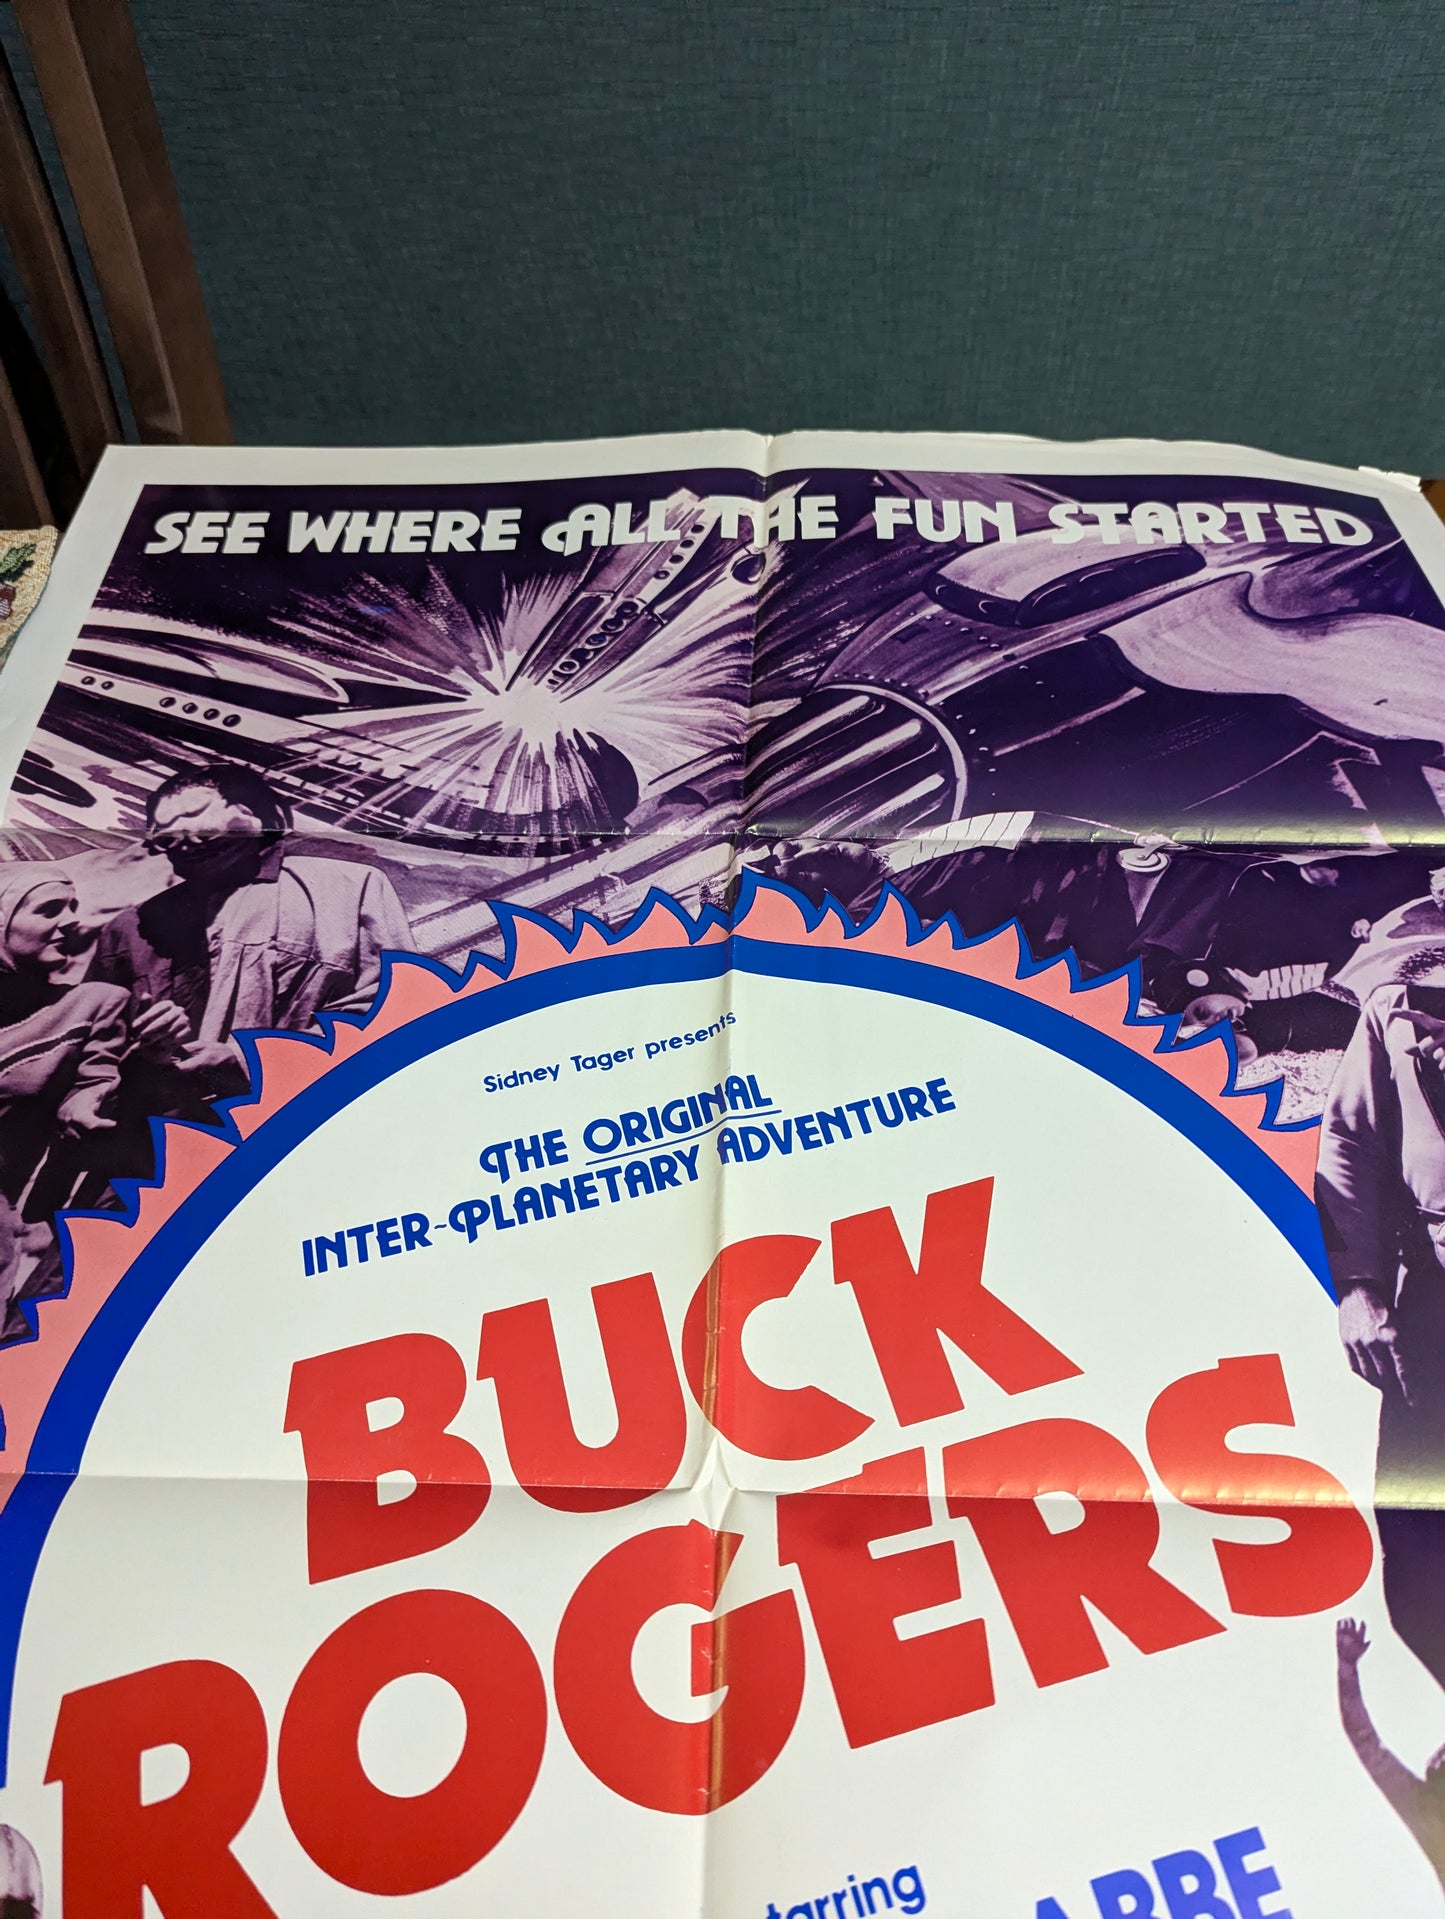 SEE WHERE ALL THE FUN STARTED
Sidney Tager presents
THE ORIGINAL
INTER-PLANETARY ADVENTURE
BUCK
ROGERS